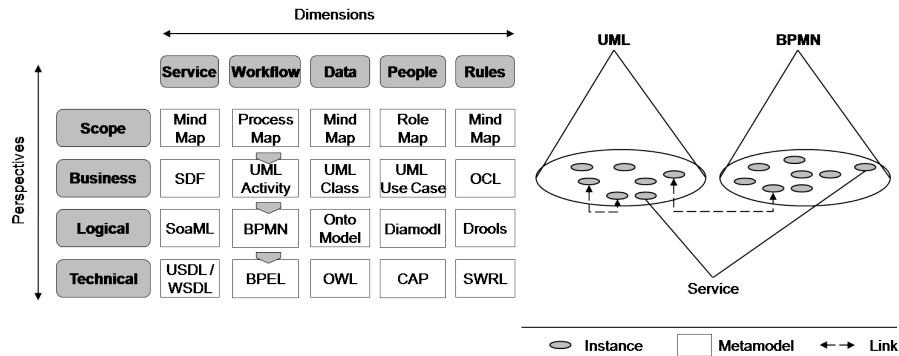 Dimensions
Perspectives
Service Workflow Data People Rules
Scope
Mind Map
Process Map
Mind Map
Role Map
Mind Map
Business
SDF
UML Activity
UML Class
UML Use Case
OCL
Logical
SoaML
BPMN
Onto Model
Diamodl
Drools
Technical
USDL / WSDL
BPEL
OWL
CAP
SWRL
UML
BPMN
Service
Instance
Metamodel
Link